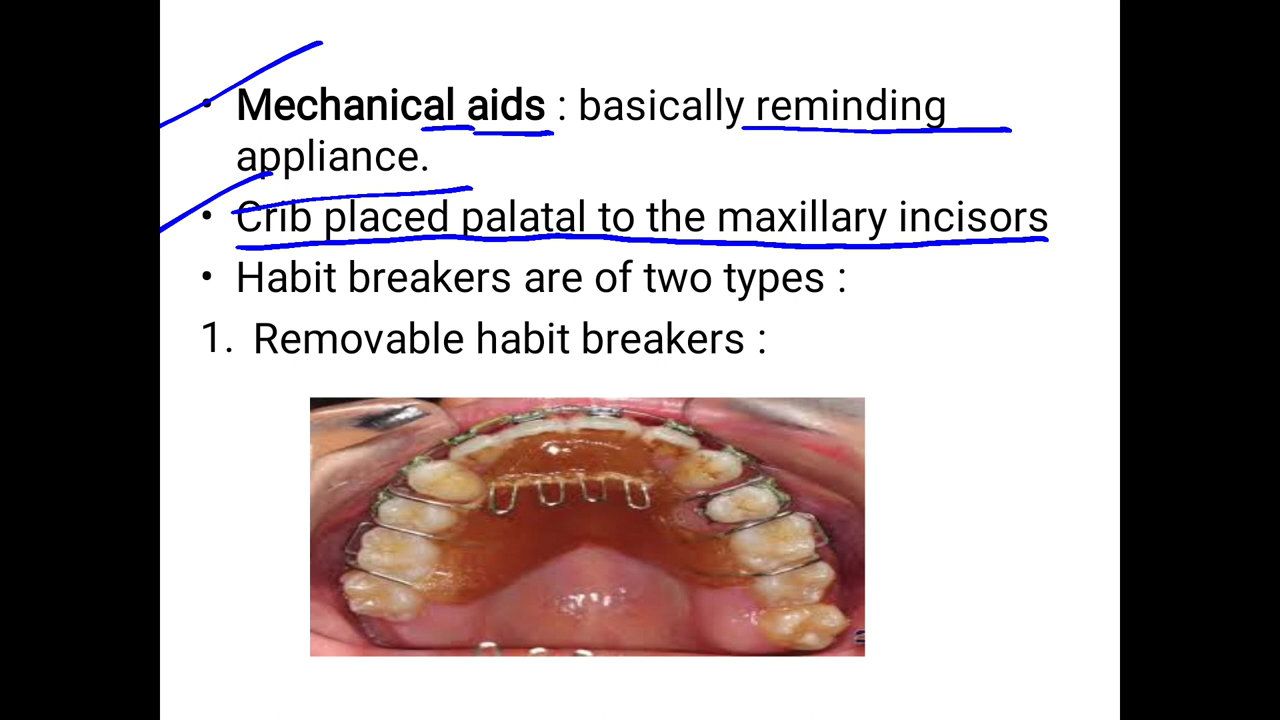 • Mechanical aids : basically reminding
appliance.
• Crib placed palatal to the maxillary incisors
• Habit breakers are of two types :
1. Removable habit breakers :